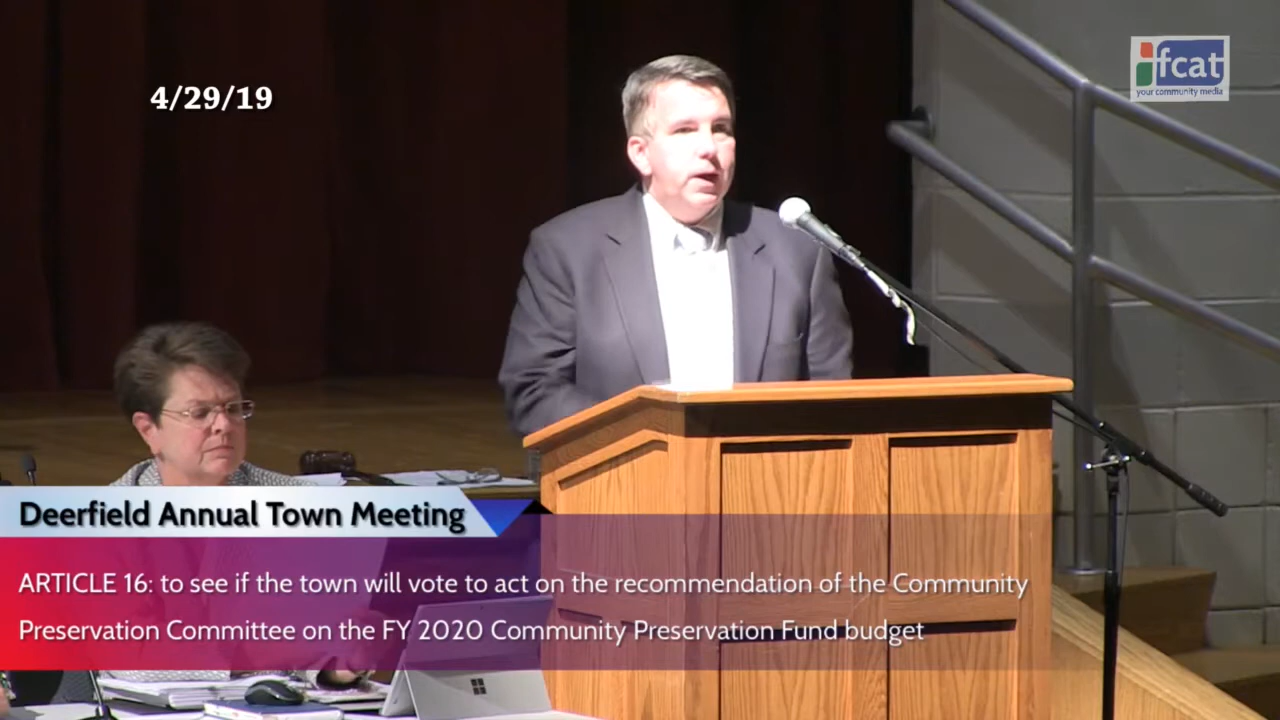 4/29/19
fcat
your community media
Deerfield Annual Town Meeting
ARTICLE 16: to see if the town will vote to act on the recommendation of the Community
Preservation Committee on the FY 2020 Community Preservation Fund budget